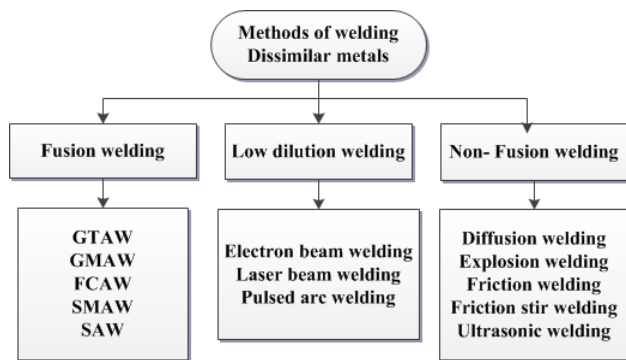 Methods of welding
Dissimilar metals
Fusion welding
Low dilution welding
Non- Fusion welding
GTAW
GMAW
FCAW
SMAW
SAW
Electron beam welding
Laser beam welding
Pulsed arc welding
Diffusion welding
Explosion welding
Friction welding
Friction stir welding
Ultrasonic welding